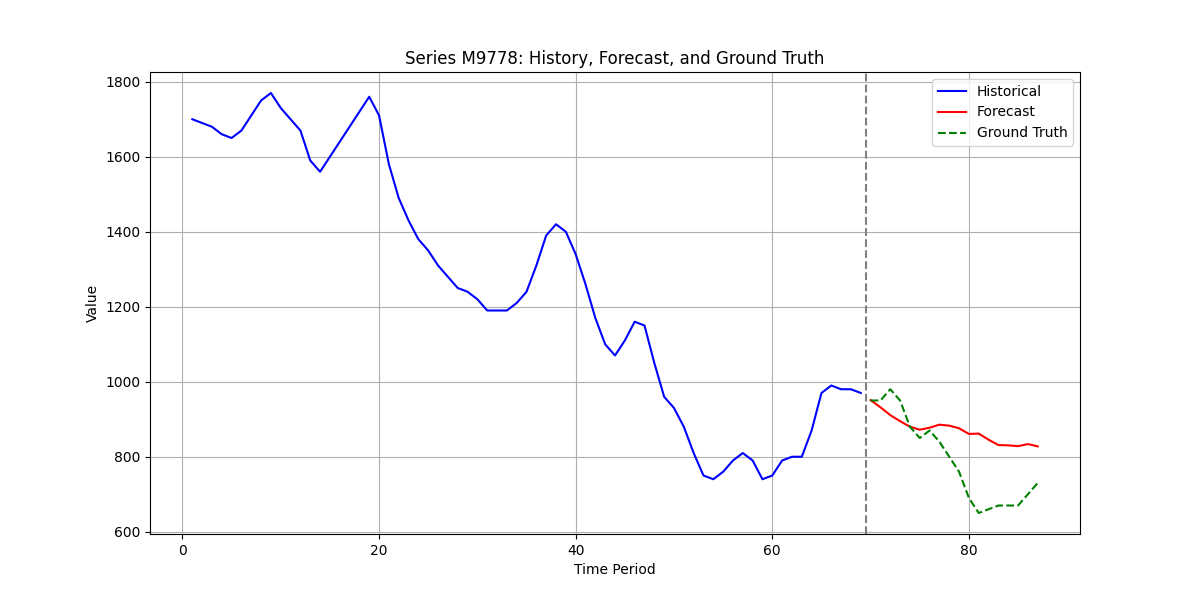 Series M9778: History, Forecast, and Ground Truth
1800
1600
1400
1200
1000
800
600
Value
0
20
40
60
80
Time Period
Historical
Forecast
Ground Truth